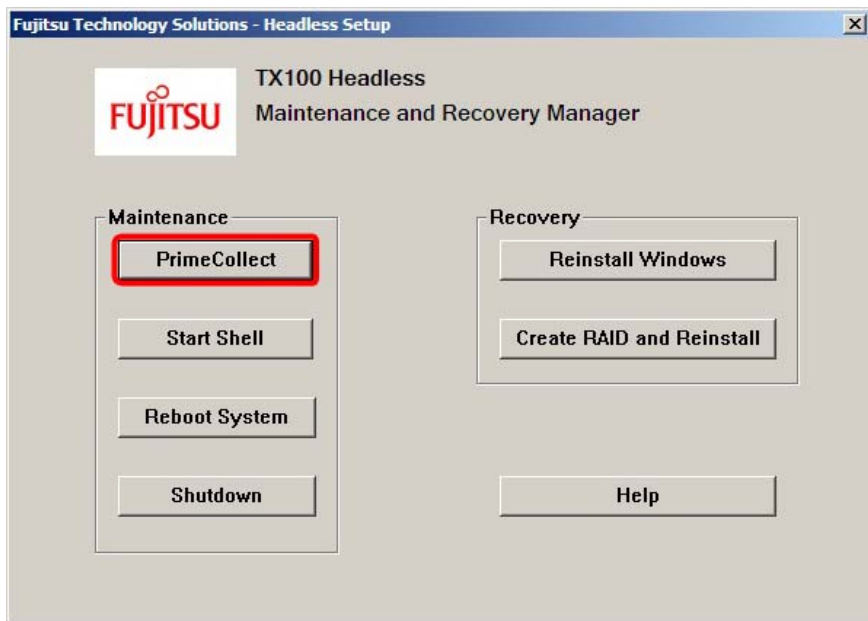 Fujitsu Technology Solutions - Headless Setup
FUJITSU
TX100 Headless
Maintenance and Recovery Manager
Maintenance
PrimeCollect
Start Shell
Reboot System
Shutdown
Recovery
Reinstall Windows
Create RAID and Reinstall
Help